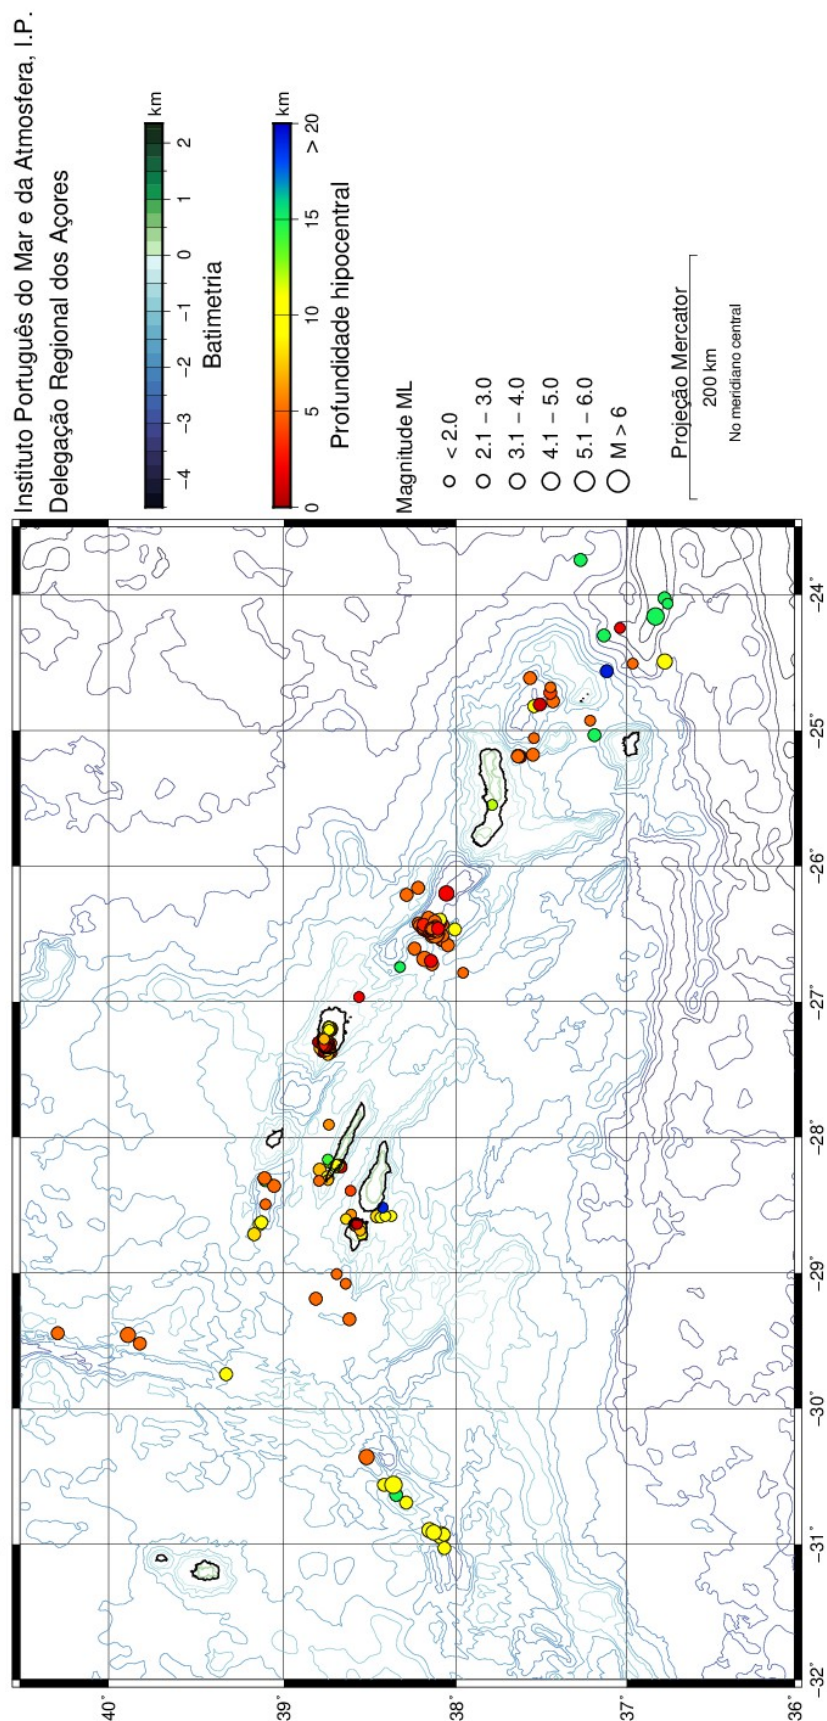 Instituto Português do Mar e da Atmosfera, I.P.
Delegação Regional dos Açores
−4 −3 −2 −1 0 1 2 km
Batimetria
0 5 10 15 > 20 km
Profundidade hipocentral
Magnitude ML
< 2.0
2.1 − 3.0
3.1 − 4.0
4.1 − 5.0
5.1 − 6.0
M > 6
Projeção Mercator
200 km
No meridiano central
40˚
39˚
38˚
37˚
36˚
−32˚ −31˚ −30˚ −29˚ −28˚ −27˚ −26˚ −25˚ −24˚